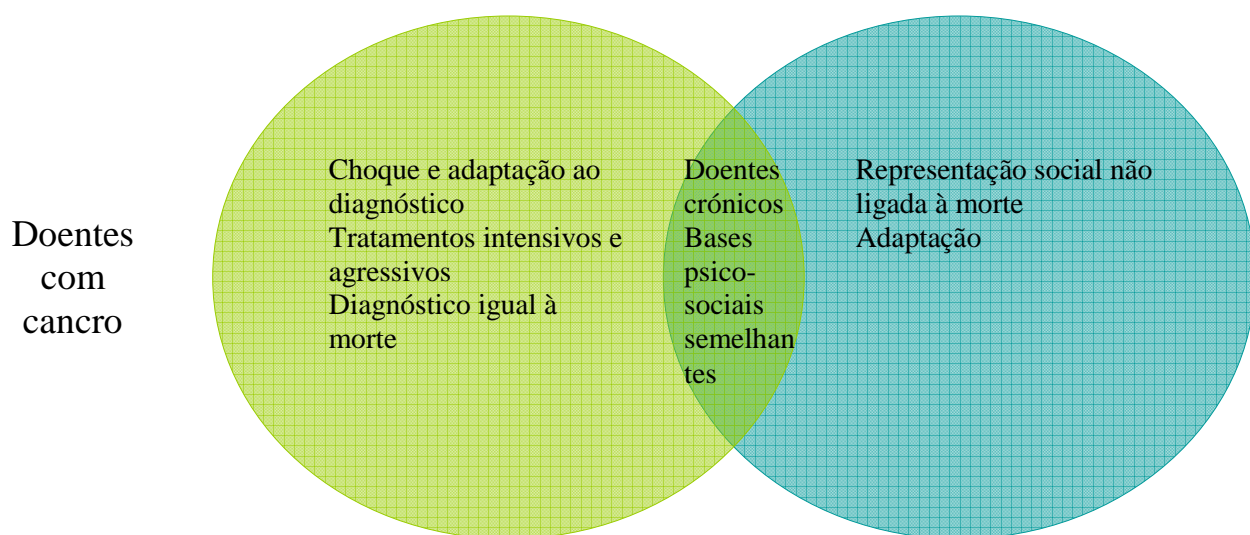 Doentes
com
cancro
Choque e adaptação ao
diagnóstico
Tratamentos intensivos e
agressivos
Diagnóstico igual à
morte
Doentes
crónicos
Bases
psico-
sociais
semelhan
tes
Representação social não
ligada à morte
Adaptação